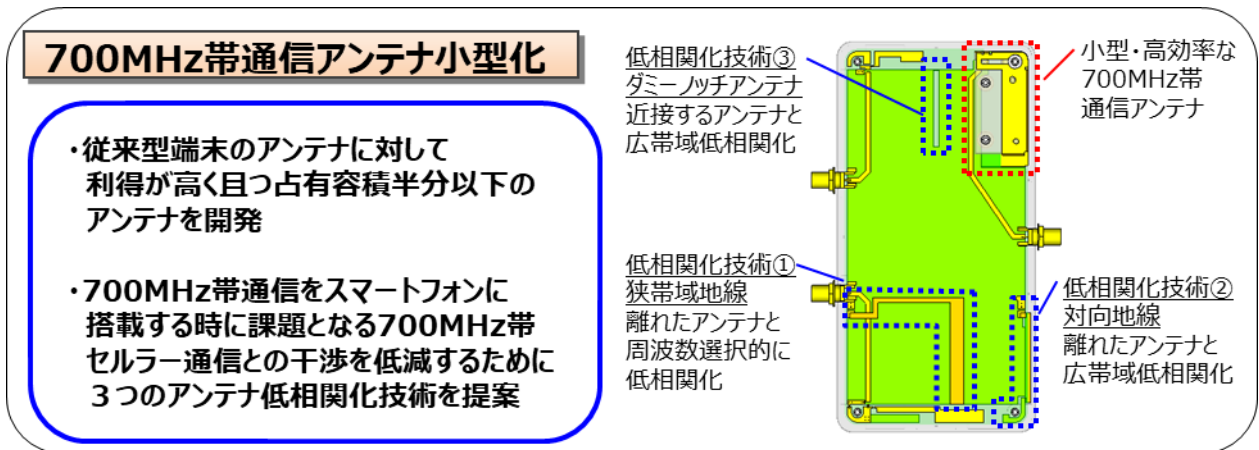 700MHz帯通信アンテナ小型化
・従来型端末のアンテナに対して
利得が高く且つ占有容積半分以下の
アンテナを開発
・700MHz帯通信をスマートフォンに
搭載する時に課題となる700MHz帯
セルラー通信との干渉を低減するために
３つのアンテナ低相関化技術を提案
低相関化技術③
ダミーノッチアンテナ
近接するアンテナと
広帯域低相関化
小型・高効率な
700MHz帯
通信アンテナ
低相関化技術①
狭帯域地線
離れたアンテナと
周波数選択的に
低相関化
低相関化技術②
対向地線
離れたアンテナと
広帯域低相関化